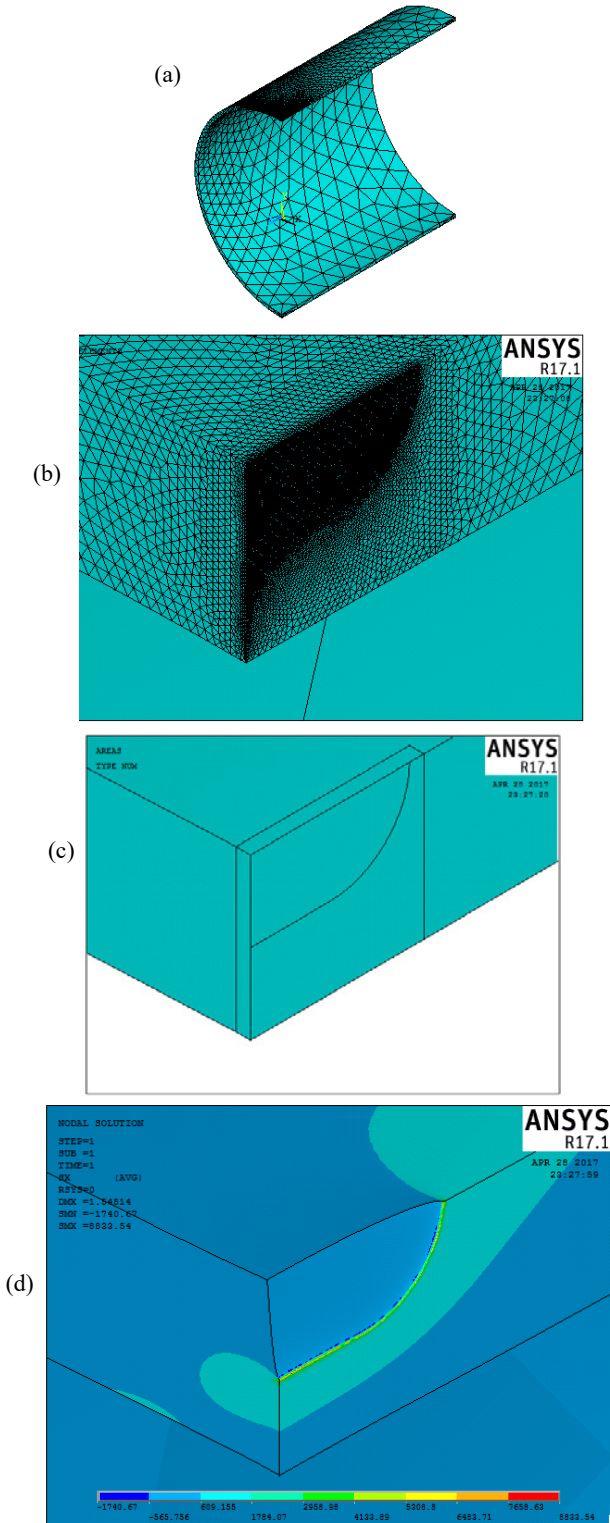 (a)
X
(b)
ANSYS
R17.1
(c)
AREAS
TYPE NUM
ANSYS
R17.1
APR 28 2017
23:27:20
(d)
NODAL SOLUTION
STEP=1
SUB =1
TIME=1
SX (AVG)
RSYS=0
DMX =1.54514
SMN =-1740.67
SMX =8833.54
ANSYS
R17.1
APR 28 2017
23:27:59
-1740.67 609.155 2958.98 5308.8 7658.63
-565.756 1784.07 4133.89 6483.71 8833.54